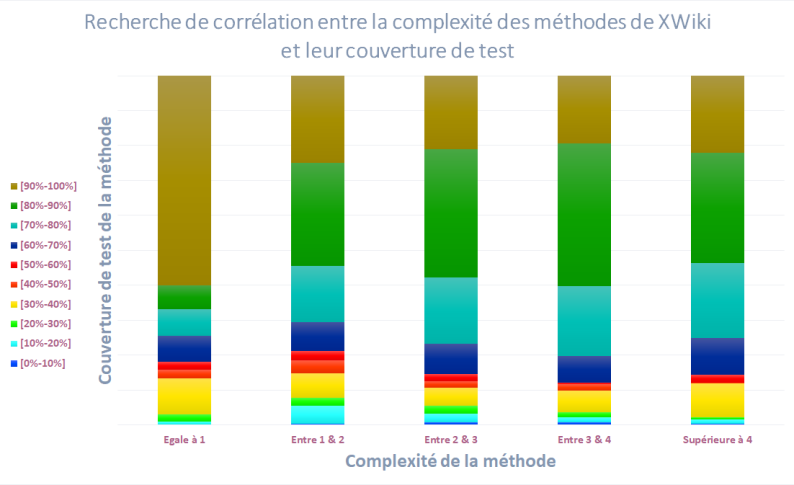 Recherche de corrélation entre la complexité des méthodes de XWiki
et leur couverture de test
Couverture de test de la méthode
[90%-100%]
[80%-90%]
[70%-80%]
[60%-70%]
[50%-60%]
[40%-50%]
[30%-40%]
[20%-30%]
[10%-20%]
[0%-10%]
Egale à 1
Entre 1 & 2
Entre 2 & 3
Entre 3 & 4
Supérieure à 4
Complexité de la méthode